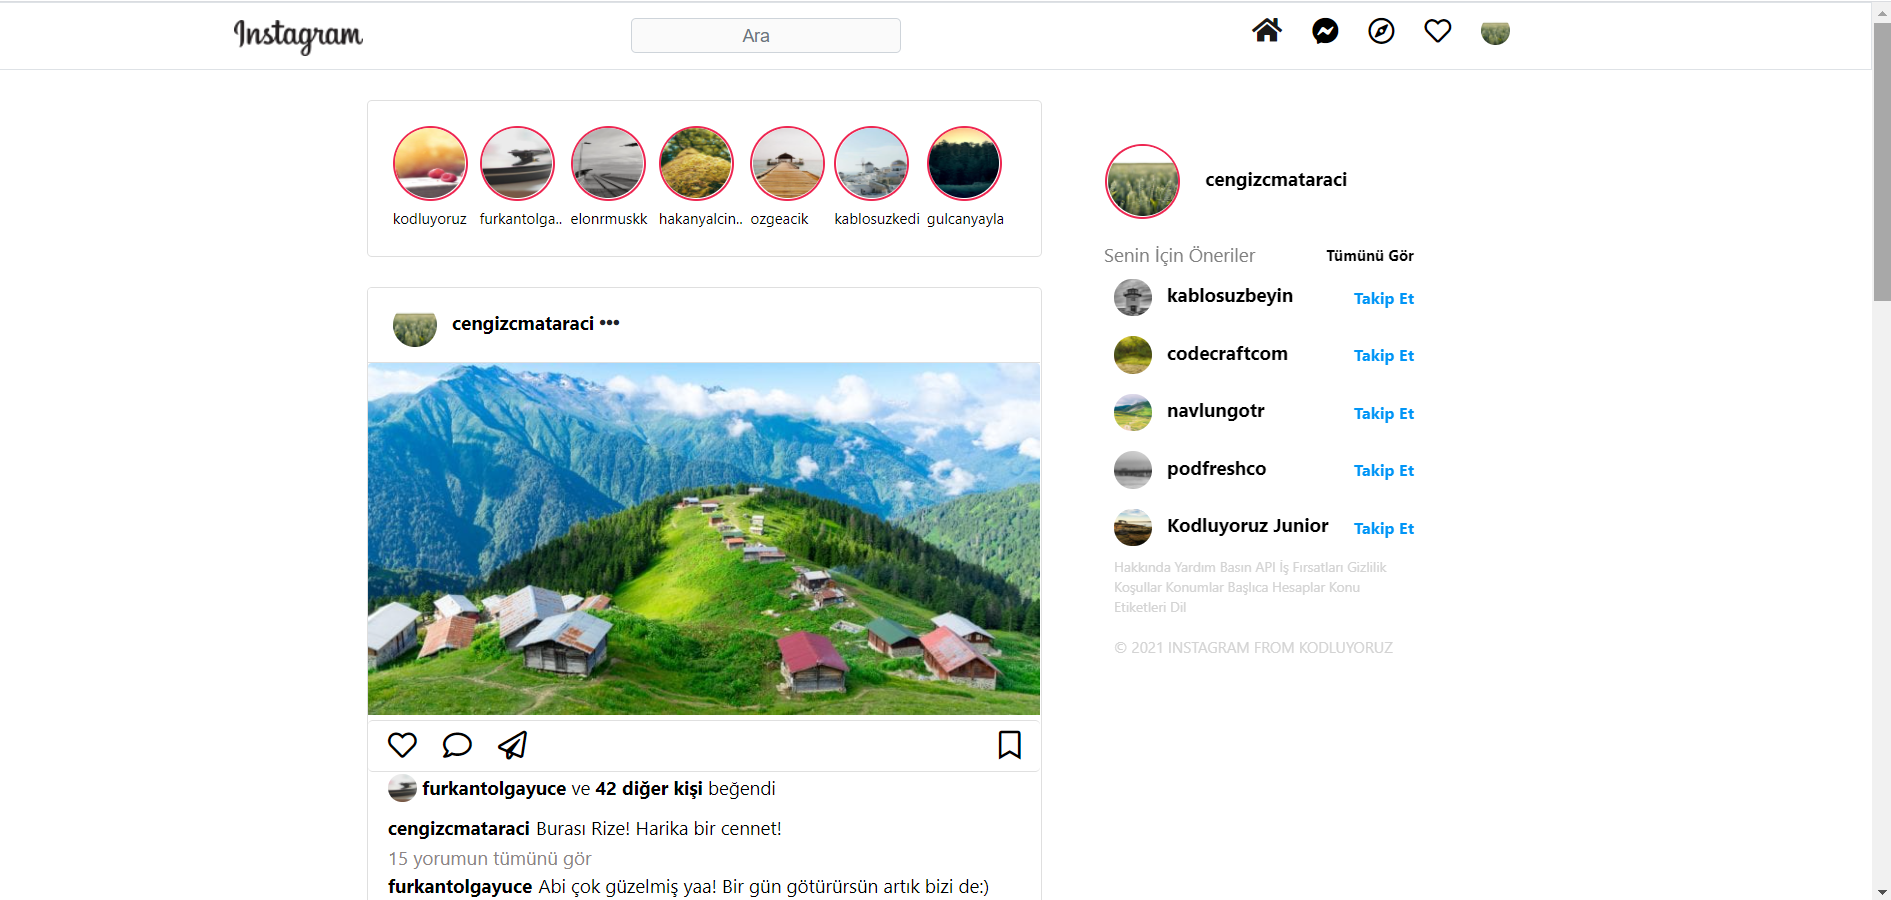 Instagram
Ara
kodluyoruz furkantolga.. elonrmuskk hakanyalcin.. ozgeacik kablosuzkedi gulcanyayla
cengizcmataraci •••
furkantolgayuce ve 42 diğer kişi beğendi
cengizcmataraci Burası Rize! Harika bir cennet!
15 yorumun tümünü gör
furkantolgayuce Abi çok güzelmiş yaa! Bir gün götürürsün artık bizi de:)
cengizcmataraci
Senin İçin Öneriler Tümünü Gör
kablosuzbeyin Takip Et
codecraftcom Takip Et
navlungotr Takip Et
podfreshco Takip Et
Kodluyoruz Junior Takip Et
Hakkında Yardım Basın API İş Fırsatları Gizlilik
Koşullar Konumlar Başlıca Hesaplar Konu
Etiketleri Dil
© 2021 INSTAGRAM FROM KODLUYORUZ